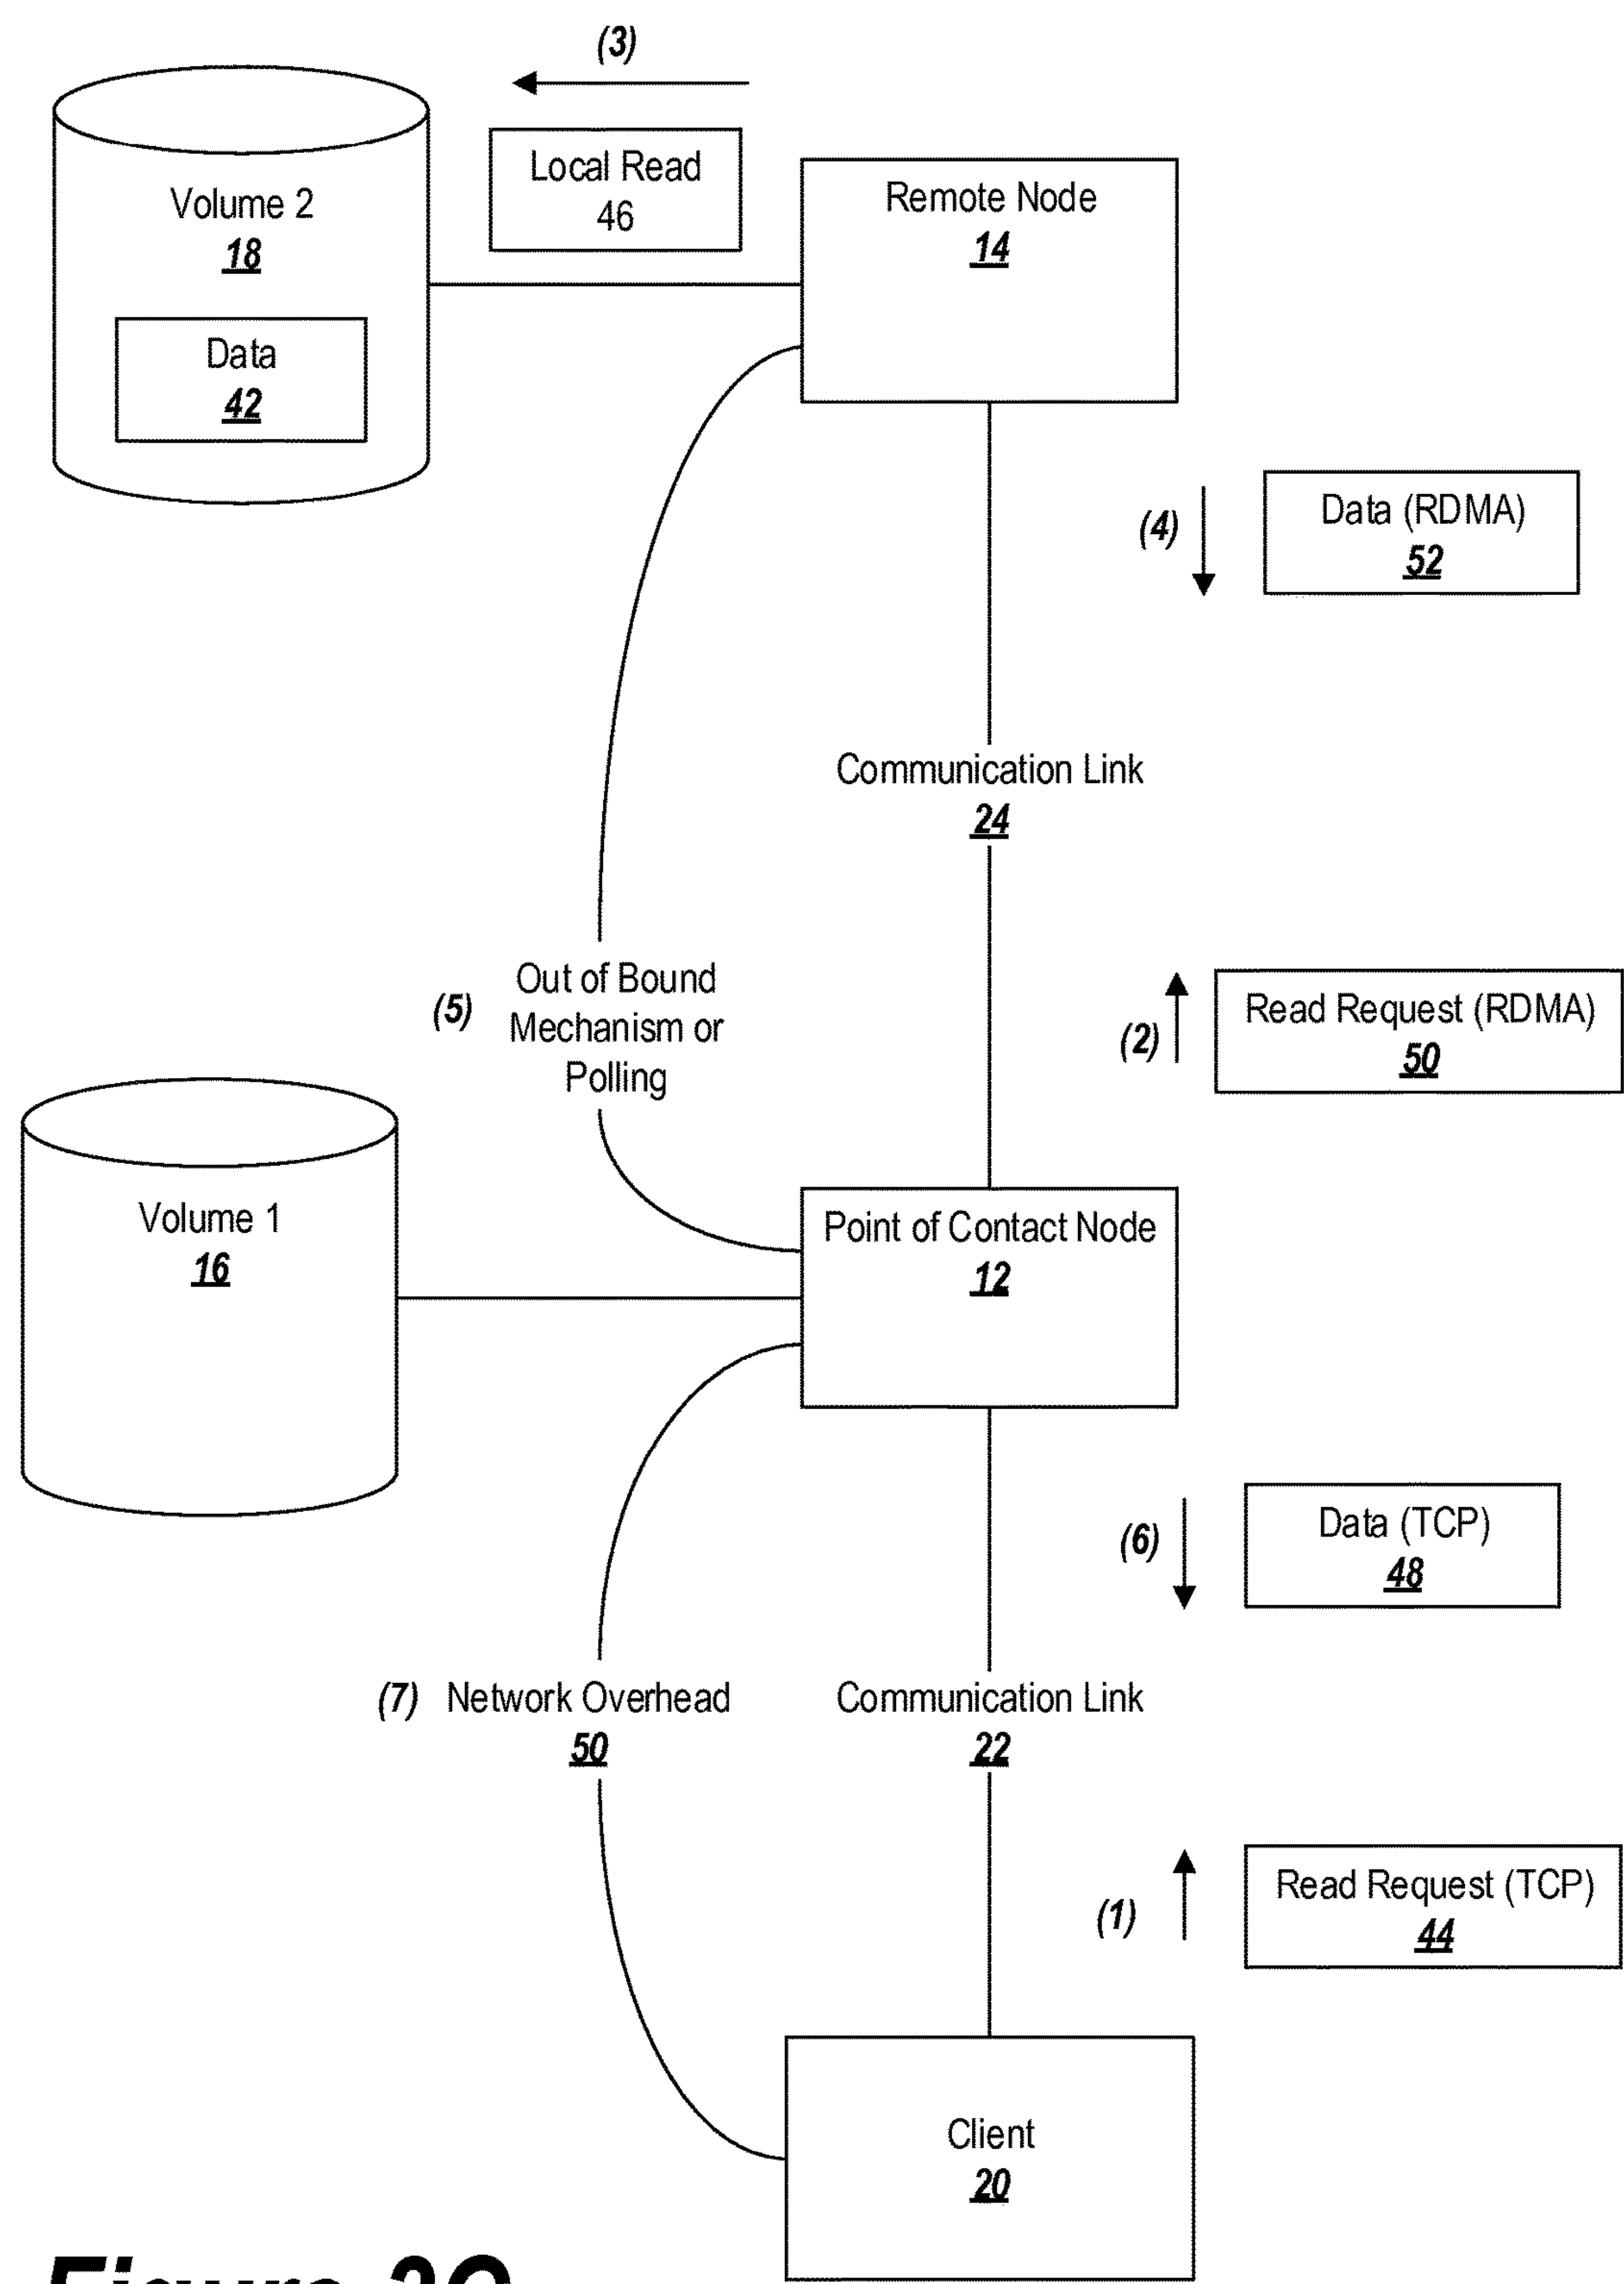 (3)
Local Read
46
Volume 2
18
Data
42
Remote Node
14
(4)
Data (RDMA)
52
Communication Link
24
(5)
Out of Bound
Mechanism or
Polling
(2)
Read Request (RDMA)
50
Volume 1
16
Point of Contact Node
12
(6)
Data (TCP)
48
(7) Network Overhead
50
Communication Link
22
(1)
Read Request (TCP)
44
Client
20
Figure